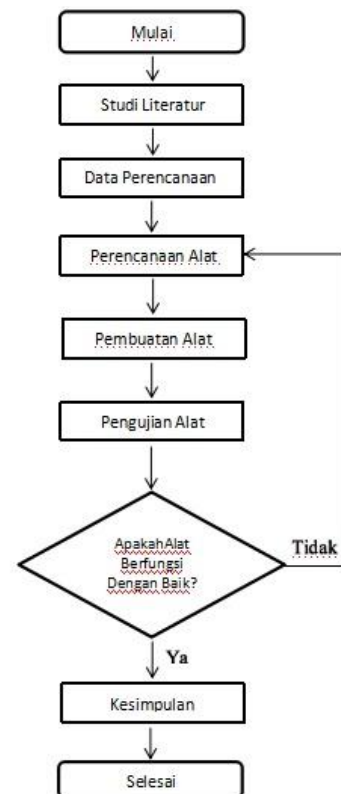 Mulai
Studi Literatur
Data Perencanaan
Perencanaan Alat
Pembuatan Alat
Pengujian Alat
ApakahAlat
Berfungsi
Dengan Baik?
Tidak
Ya
Kesimpulan
Selesai